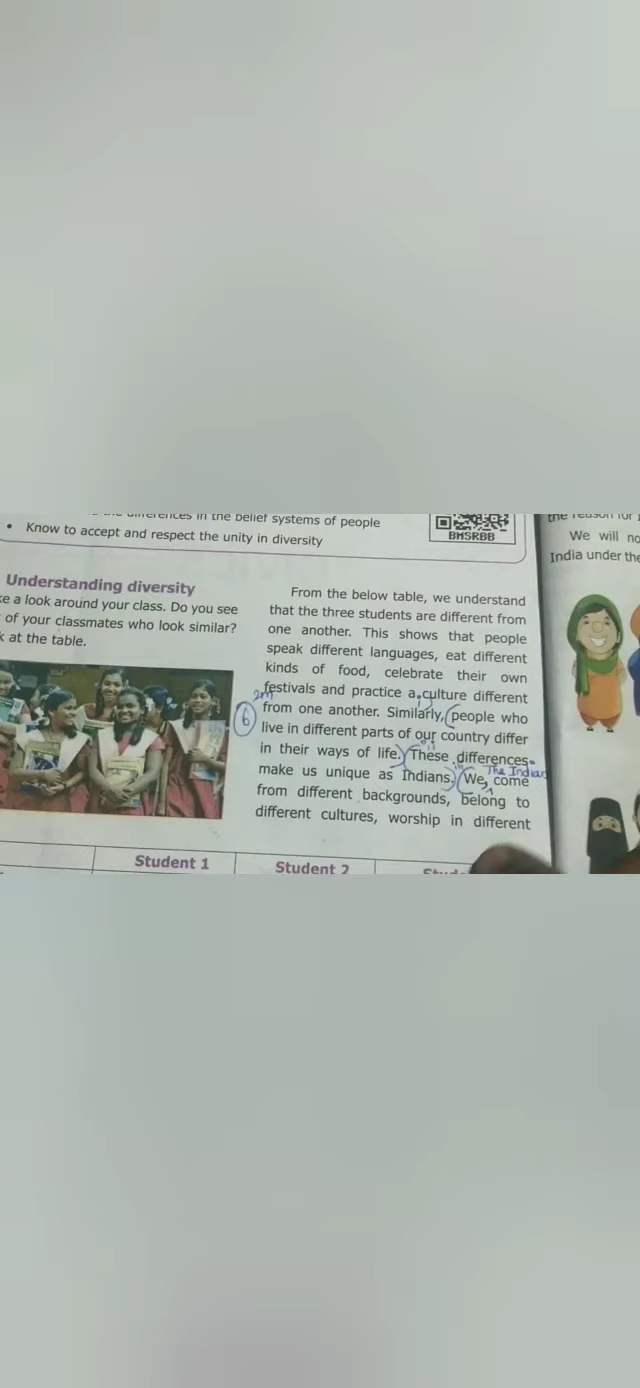 differences in the belief systems of people
• Know to accept and respect the unity in diversity
BMSRBB
Understanding diversity
a look around your class. Do you see
of your classmates who look similar?
at the table.
From the below table, we understand
that the three students are different from
one another. This shows that people
speak different languages, eat different
kinds of food, celebrate their own
festivals and practice a culture different
2m
6
from one another. Similarly, people who
live in different parts of our country differ
in their ways of life. These differences
make us unique as Indians. We, come
The Indian
from different backgrounds, belong to
different cultures, worship in different
Student 1
Student 2
the reason for
We will no
India under the